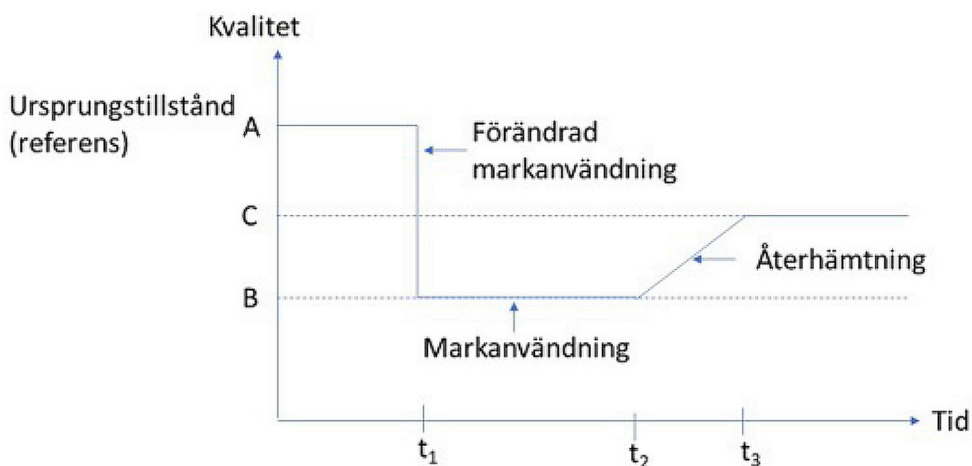 Kvalitet
Ursprungstillstånd
(referens)
A
Förändrad
markanvändning
C
Återhämtning
B
Markanvändning
Tid
t1
t2
t3